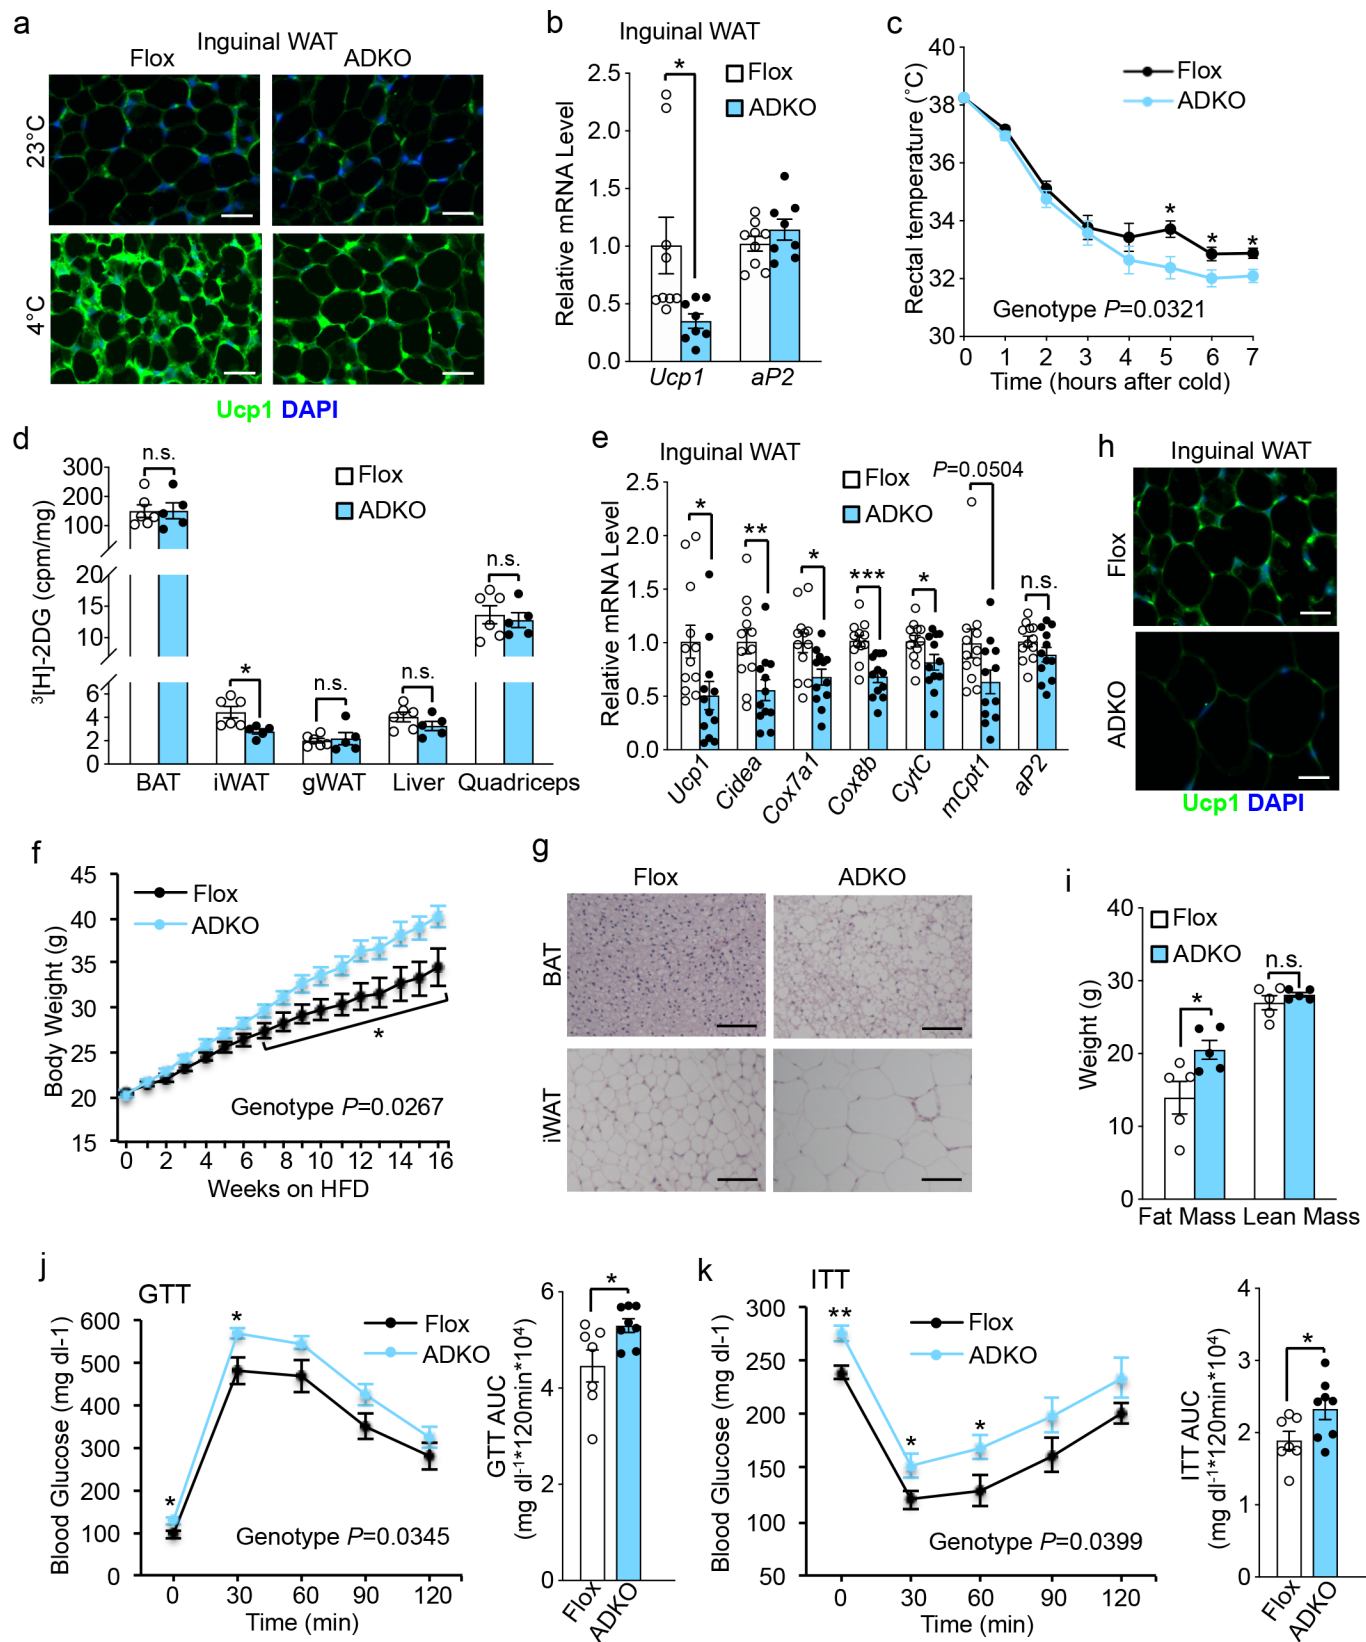 a
Inguinal WAT
Flox
ADKO
23°C
4°C
Ucp1 DAPI
b
Inguinal WAT
Relative mRNA Level
2.5
2.0
1.5
1.0
0.5
0.0
*
Flox
ADKO
Ucp1
aP2
c
Rectal temperature (°C)
40
38
36
34
32
30
Flox
ADKO
*
*
*
Genotype P=0.0321
0 1 2 3 4 5 6 7
Time (hours after cold)
d
³[H]-2DG (cpm/mg)
300
200
100
20
15
10
6
4
2
0
n.s.
*
n.s.
n.s.
n.s.
Flox
ADKO
BAT iWAT gWAT Liver Quadriceps
e
Inguinal WAT
Relative mRNA Level
2.5
2.0
1.5
1.0
0.5
0.0
Flox
ADKO
*
**
*
***
*
P=0.0504
n.s.
Ucp1
Cidea
Cox7a1
Cox8b
CytC
mCpt1
aP2
h
Inguinal WAT
Flox
ADKO
Ucp1 DAPI
f
Body Weight (g)
45
40
35
30
25
20
15
Flox
ADKO
*
Genotype P=0.0267
0 2 4 6 8 10 12 14 16
Weeks on HFD
g
Flox
ADKO
BAT
iWAT
i
Weight (g)
40
30
20
10
0
Flox
ADKO
*
n.s.
Fat Mass Lean Mass
j
GTT
Blood Glucose (mg dl-1)
600
500
400
300
200
100
0
*
*
Flox
ADKO
Genotype P=0.0345
0 30 60 90 120
Time (min)
GTT AUC
(mg dl⁻¹*120min*10⁴)
6
4
2
0
*
Flox
ADKO
k
ITT
Blood Glucose (mg dl-1)
300
250
200
150
100
50
**
*
*
Flox
ADKO
Genotype P=0.0399
0 30 60 90 120
Time (min)
ITT AUC
(mg dl⁻¹*120min*10⁴)
4
3
2
1
0
*
Flox
ADKO